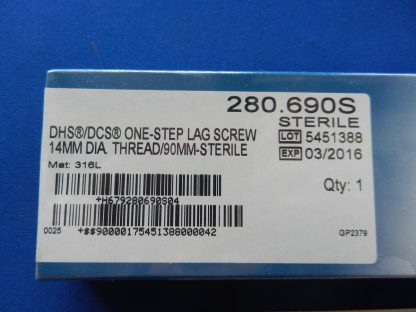 280.690S
STERILE
DHS®/DCS® ONE-STEP LAG SCREW
LOT 5451388
14MM DIA. THREAD/90MM-STERILE
EXP 03/2016
Mat: 316L
Qty: 1
+H679280690S04
0025
+$$90000175451388000042
GP2379